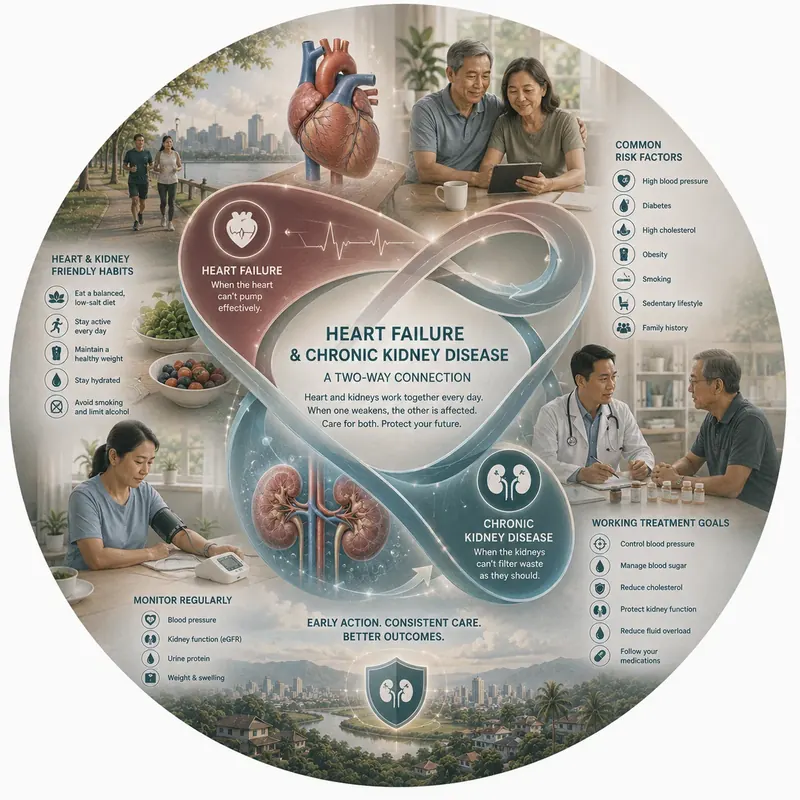 COMMON
RISK FACTORS
High blood pressure
Diabetes
High cholesterol
Obesity
Smoking
Sedentary lifestyle
Family history
HEART FAILURE
When the heart
can't pump
effectively.
HEART & KIDNEY
FRIENDLY HABITS
Eat a balanced,
low-salt diet
Stay active
every day
Maintain a
healthy weight
Stay hydrated
Avoid smoking
and limit alcohol
HEART FAILURE
& CHRONIC KIDNEY DISEASE
A TWO-WAY CONNECTION
Heart and kidneys work together every day.
When one weakens, the other is affected.
Care for both. Protect your future.
CHRONIC
KIDNEY DISEASE
When the kidneys
can't filter waste
as they should.
WORKING TREATMENT GOALS
Control blood pressure
Manage blood sugar
Reduce cholesterol
Protect kidney function
Reduce fluid overload
Follow your
medications
MONITOR REGULARLY
Blood pressure
Kidney function (eGFR)
Urine protein
Weight & swelling
EARLY ACTION. CONSISTENT CARE.
BETTER OUTCOMES.